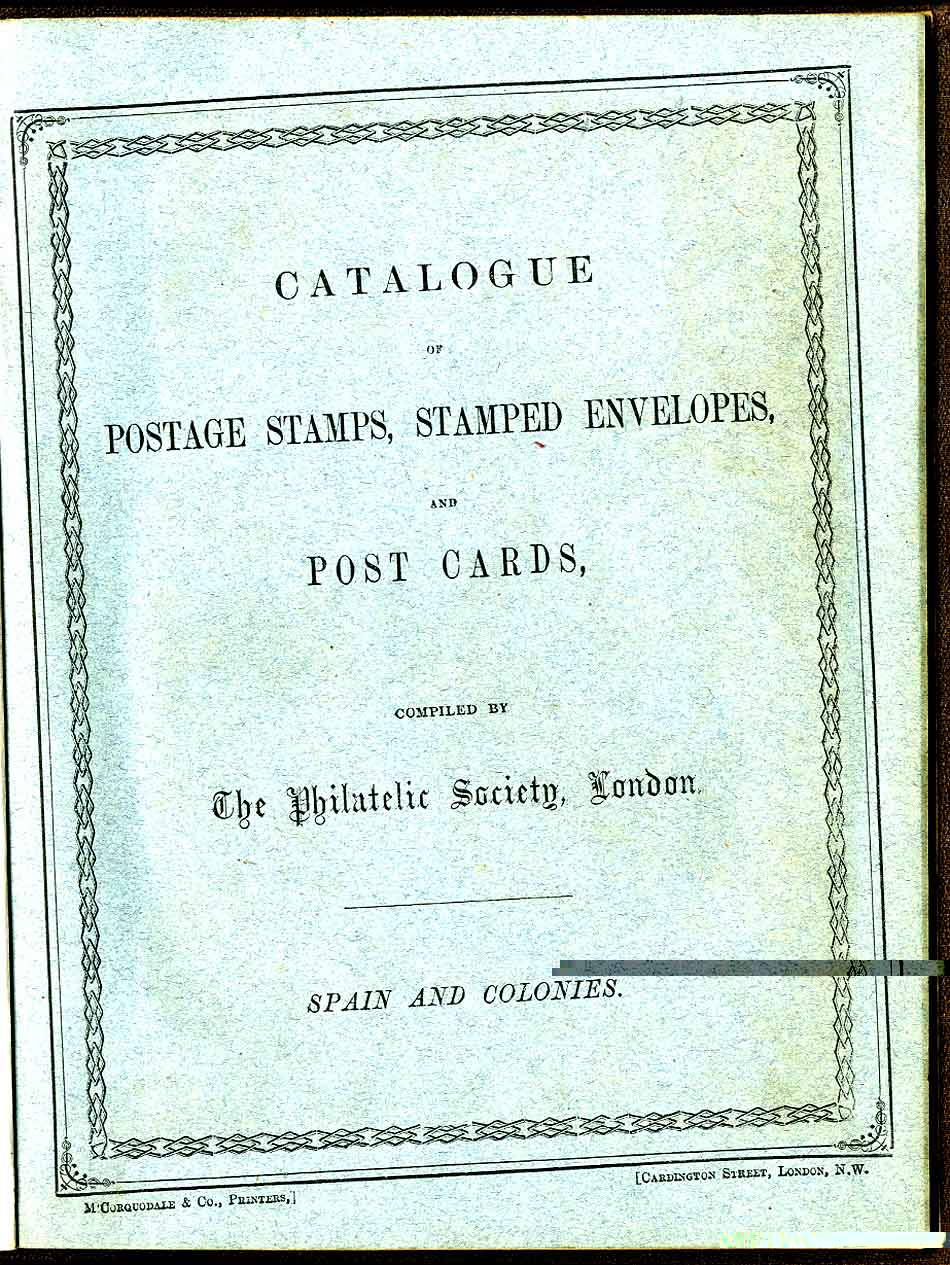 CATALOGUE
OF
POSTAGE STAMPS, STAMPED ENVELOPES,
AND
POST CARDS,
COMPILED BY
The Philatelic Society, London.
SPAIN AND COLONIES.
M'CORQUODALE & CO., PRINTERS,]
[CARDINGTON STREET, LONDON, N.W.